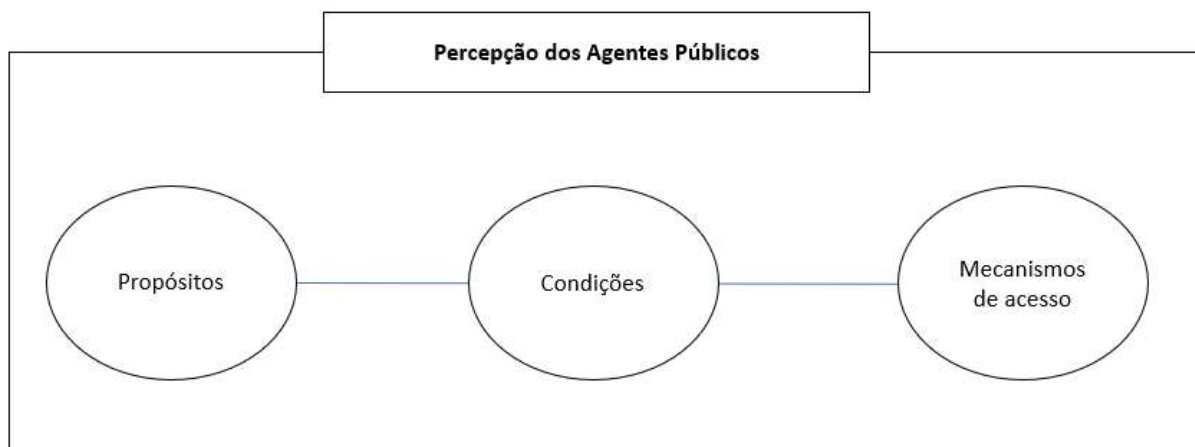 Percepção dos Agentes Públicos
Propósitos
Condições
Mecanismos
de acesso